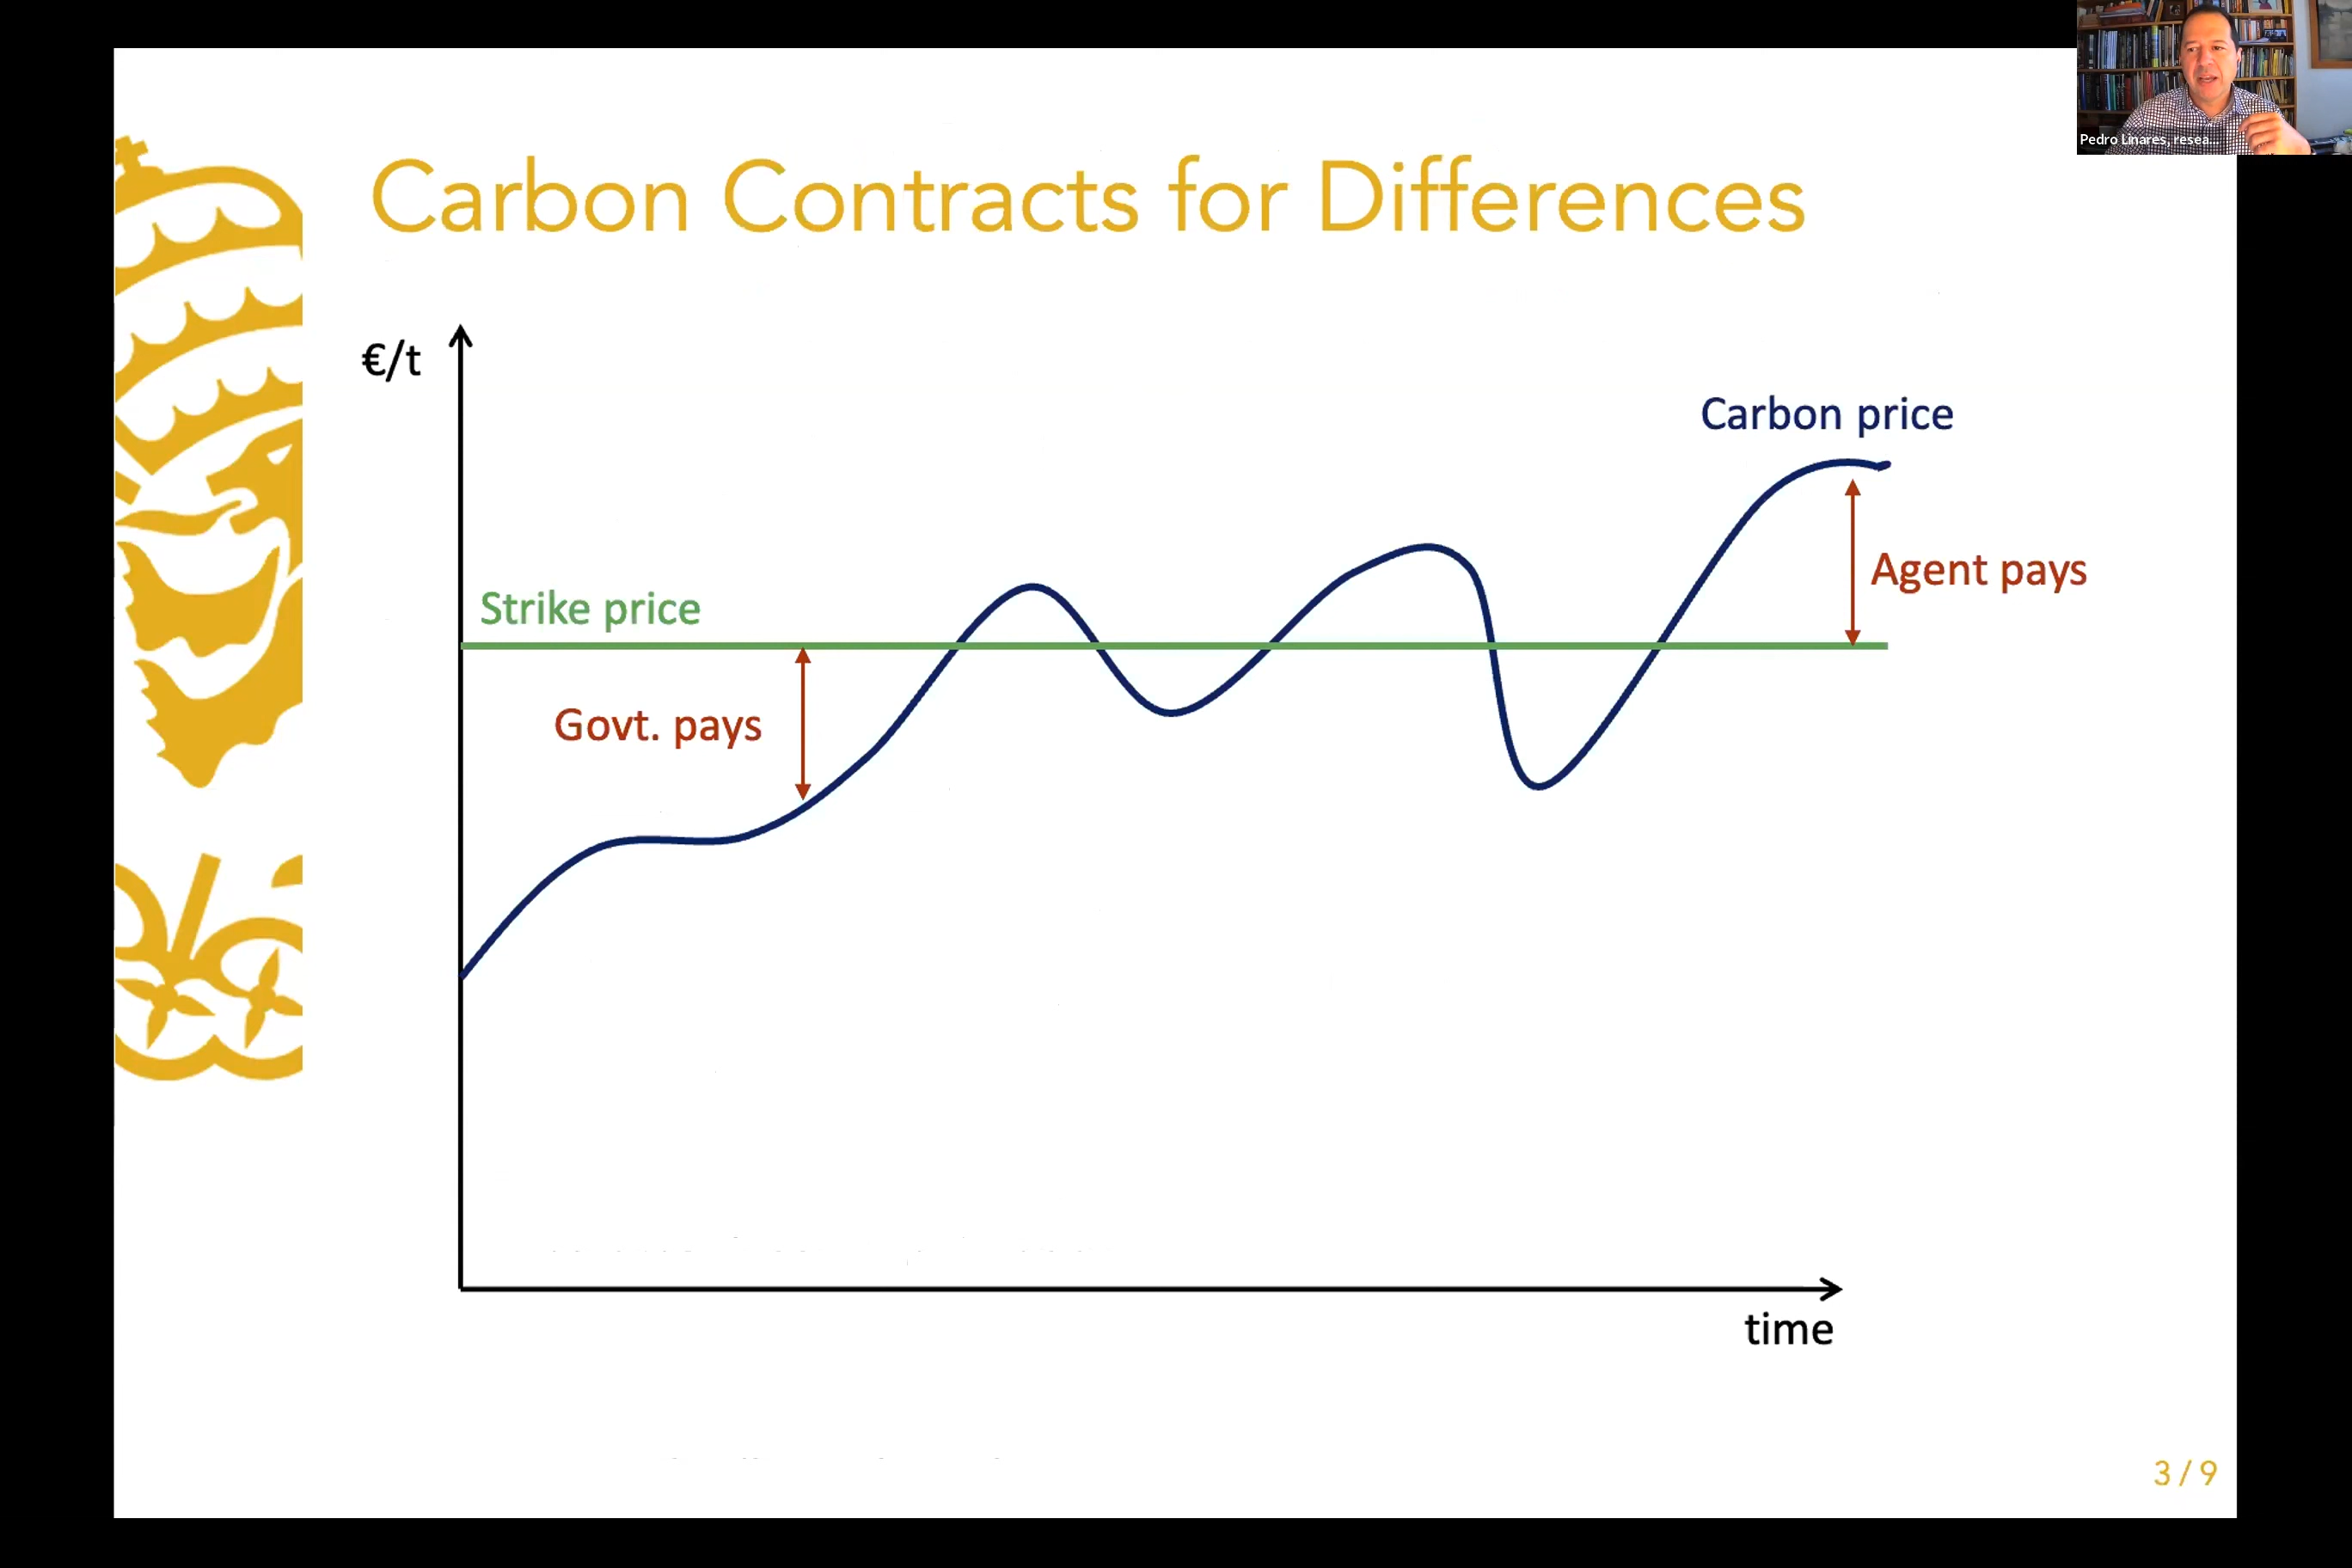 Pedro Linares, resea...
Carbon Contracts for Differences
€/t
Carbon price
Agent pays
Strike price
Govt. pays
time
3 / 9